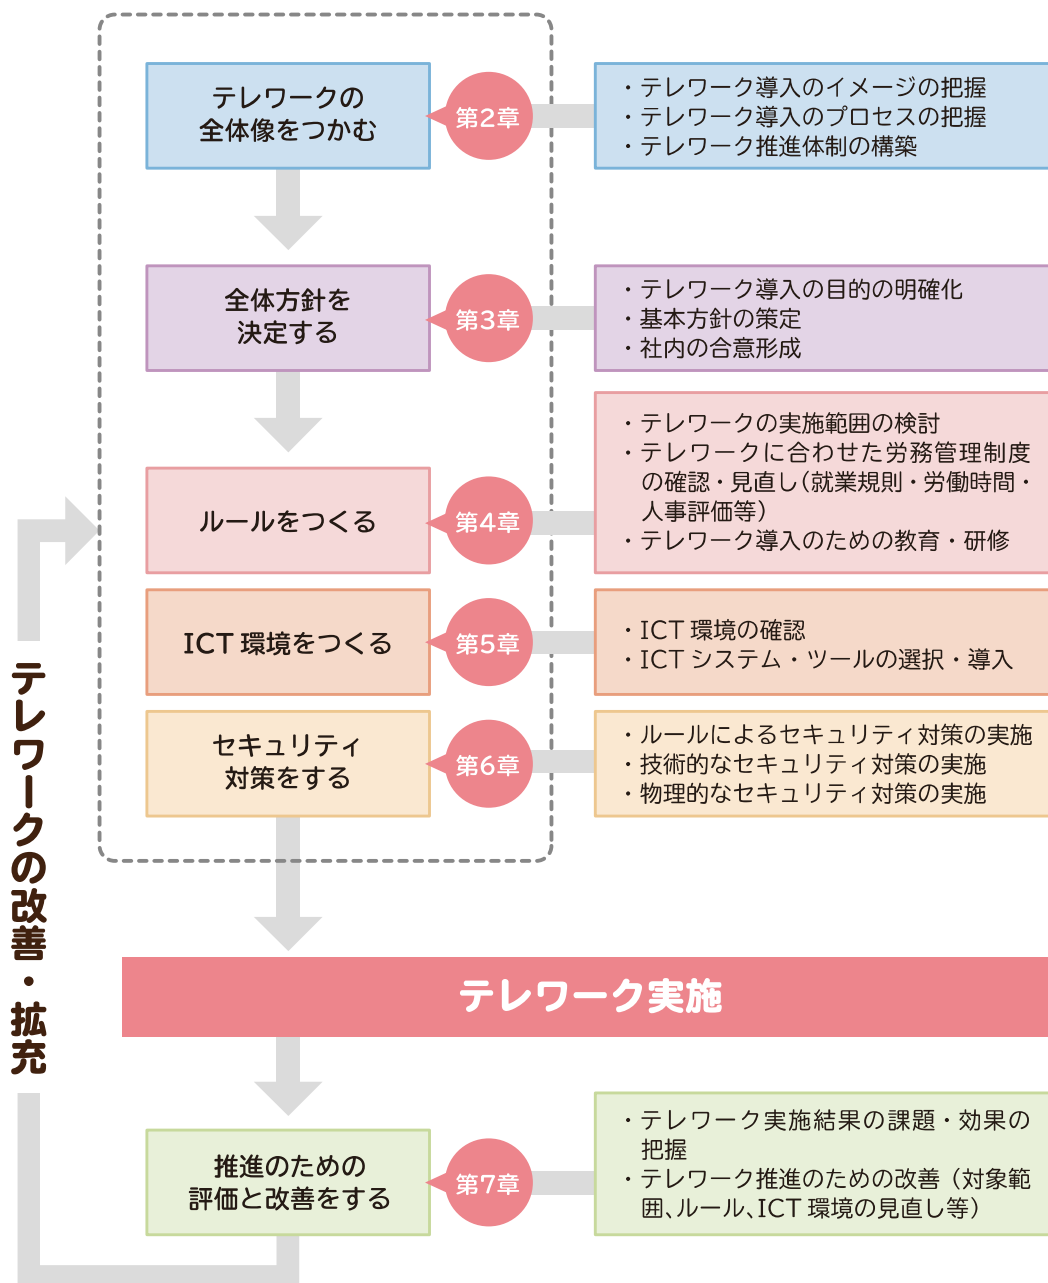 テレワークの
全体像をつかむ
第2章
・テレワーク導入のイメージの把握
・テレワーク導入のプロセスの把握
・テレワーク推進体制の構築
全体方針を
決定する
第3章
・テレワーク導入の目的の明確化
・基本方針の策定
・社内の合意形成
ルールをつくる
第4章
・テレワークの実施範囲の検討
・テレワークに合わせた労務管理制度
の確認・見直し(就業規則・労働時間・
人事評価等)
・テレワーク導入のための教育・研修
ICT 環境をつくる
第5章
・ICT 環境の確認
・ICT システム・ツールの選択・導入
セキュリティ
対策をする
第6章
・ルールによるセキュリティ対策の実施
・技術的なセキュリティ対策の実施
・物理的なセキュリティ対策の実施
テレワーク実施
推進のための
評価と改善をする
第7章
・テレワーク実施結果の課題・効果の
把握
・テレワーク推進のための改善(対象範
囲、ルール、ICT 環境の見直し等)
テレワークの改善・拡充